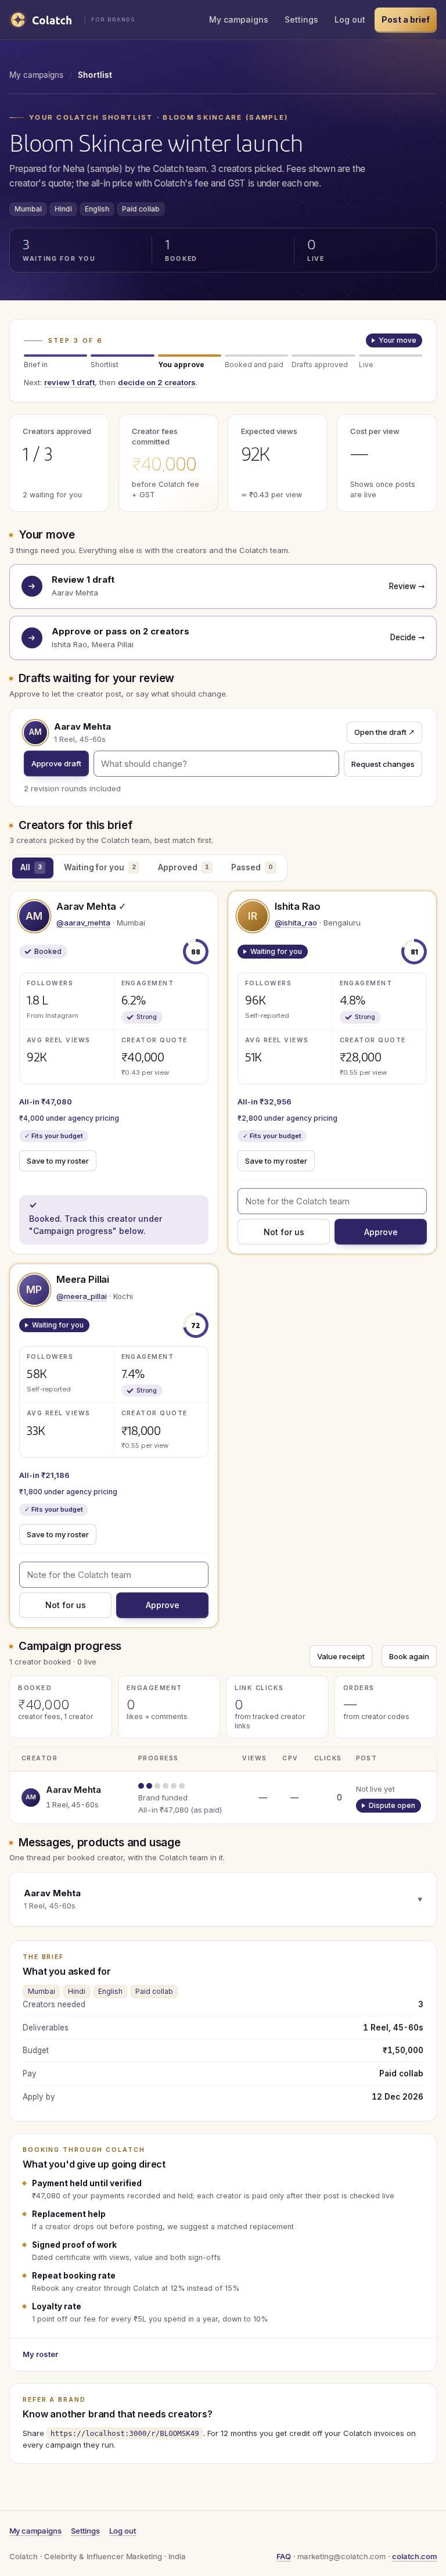 Colatch
FOR BRANDS
My campaigns
Settings
Log out
Post a brief
My campaigns / Shortlist
YOUR COLATCH SHORTLIST · BLOOM SKINCARE (SAMPLE)
Bloom Skincare winter launch
Prepared for Neha (sample) by the Colatch team. 3 creators picked. Fees shown are the
creator's quote; the all-in price with Colatch's fee and GST is under each one.
Mumbai Hindi English Paid collab
3
WAITING FOR YOU
1
BOOKED
0
LIVE
STEP 3 OF 6
Your move
Brief in
Shortlist
You approve
Booked and paid
Drafts approved
Live
Next: review 1 draft, then decide on 2 creators.
Creators approved
1 / 3
2 waiting for you
Creator fees
committed
₹40,000
before Colatch fee
+ GST
Expected views
92K
≈ ₹0.43 per view
Cost per view
—
Shows once posts
are live
Your move
3 things need you. Everything else is with the creators and the Colatch team.
Review 1 draft
Aarav Mehta
Review →
Approve or pass on 2 creators
Ishita Rao, Meera Pillai
Decide →
Drafts waiting for your review
Approve to let the creator post, or say what should change.
AM
Aarav Mehta
1 Reel, 45-60s
Open the draft ↗
Approve draft
What should change?
Request changes
2 revision rounds included
Creators for this brief
3 creators picked by the Colatch team, best match first.
All 3
Waiting for you 2
Approved 1
Passed 0
AM
Aarav Mehta ✓
@aarav_mehta · Mumbai
✓ Booked
88
FOLLOWERS
1.8 L
From Instagram
ENGAGEMENT
6.2%
✓ Strong
AVG REEL VIEWS
92K
CREATOR QUOTE
₹40,000
₹0.43 per view
All-in ₹47,080
₹4,000 under agency pricing
✓ Fits your budget
Save to my roster
✓
Booked. Track this creator under
"Campaign progress" below.
IR
Ishita Rao
@ishita_rao · Bengaluru
Waiting for you
81
FOLLOWERS
96K
Self-reported
ENGAGEMENT
4.8%
✓ Strong
AVG REEL VIEWS
51K
CREATOR QUOTE
₹28,000
₹0.55 per view
All-in ₹32,956
₹2,800 under agency pricing
✓ Fits your budget
Save to my roster
Note for the Colatch team
Not for us
Approve
MP
Meera Pillai
@meera_pillai · Kochi
Waiting for you
72
FOLLOWERS
58K
Self-reported
ENGAGEMENT
7.4%
✓ Strong
AVG REEL VIEWS
33K
CREATOR QUOTE
₹18,000
₹0.55 per view
All-in ₹21,186
₹1,800 under agency pricing
✓ Fits your budget
Save to my roster
Note for the Colatch team
Not for us
Approve
Campaign progress
1 creator booked · 0 live
Value receipt
Book again
BOOKED
₹40,000
creator fees, 1 creator
ENGAGEMENT
0
likes + comments
LINK CLICKS
0
from tracked creator
links
ORDERS
—
from creator codes
CREATOR PROGRESS VIEWS CPV CLICKS POST
AM
Aarav Mehta
1 Reel, 45-60s
Brand funded
All-in ₹47,080 (as paid)
—
—
0
Not live yet
Dispute open
Messages, products and usage
One thread per booked creator, with the Colatch team in it.
Aarav Mehta
1 Reel, 45-60s
▾
THE BRIEF
What you asked for
Mumbai Hindi English Paid collab
Creators needed 3
Deliverables 1 Reel, 45-60s
Budget ₹1,50,000
Pay Paid collab
Apply by 12 Dec 2026
BOOKING THROUGH COLATCH
What you'd give up going direct
Payment held until verified
₹47,080 of your payments recorded and held; each creator is paid only after their post is checked live
Replacement help
If a creator drops out before posting, we suggest a matched replacement
Signed proof of work
Dated certificate with views, value and both sign-offs
Repeat booking rate
Rebook any creator through Colatch at 12% instead of 15%
Loyalty rate
1 point off our fee for every ₹5L you spend in a year, down to 10%
My roster
REFER A BRAND
Know another brand that needs creators?
Share https://localhost:3000/r/BLOOMSK49. For 12 months you get credit off your Colatch invoices on
every campaign they run.
My campaigns Settings Log out
Colatch · Celebrity & Influencer Marketing · India
FAQ · marketing@colatch.com · colatch.com